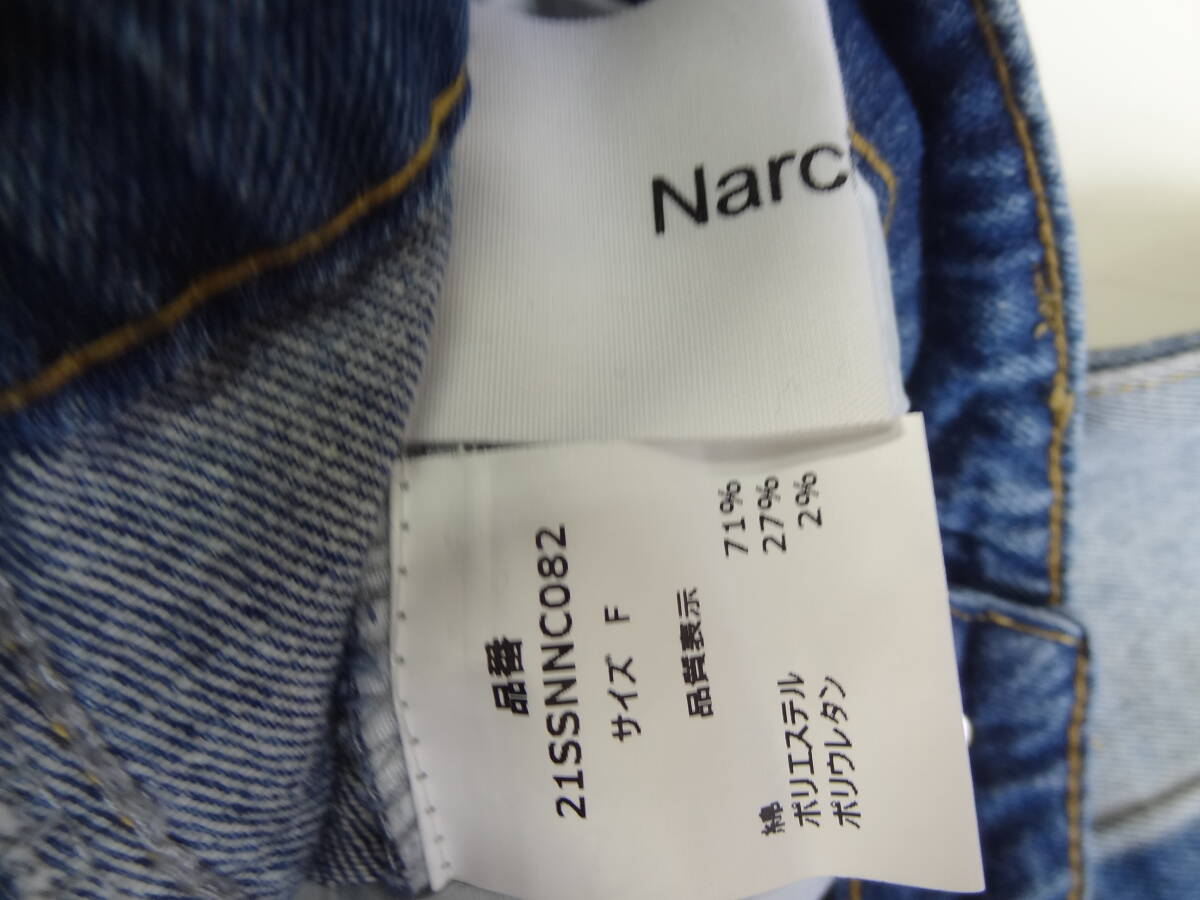 Narc
品番
21SSNNC082
サイズ F
品質表示
綿 71%
ポリエステル 27%
ポリウレタン 2%